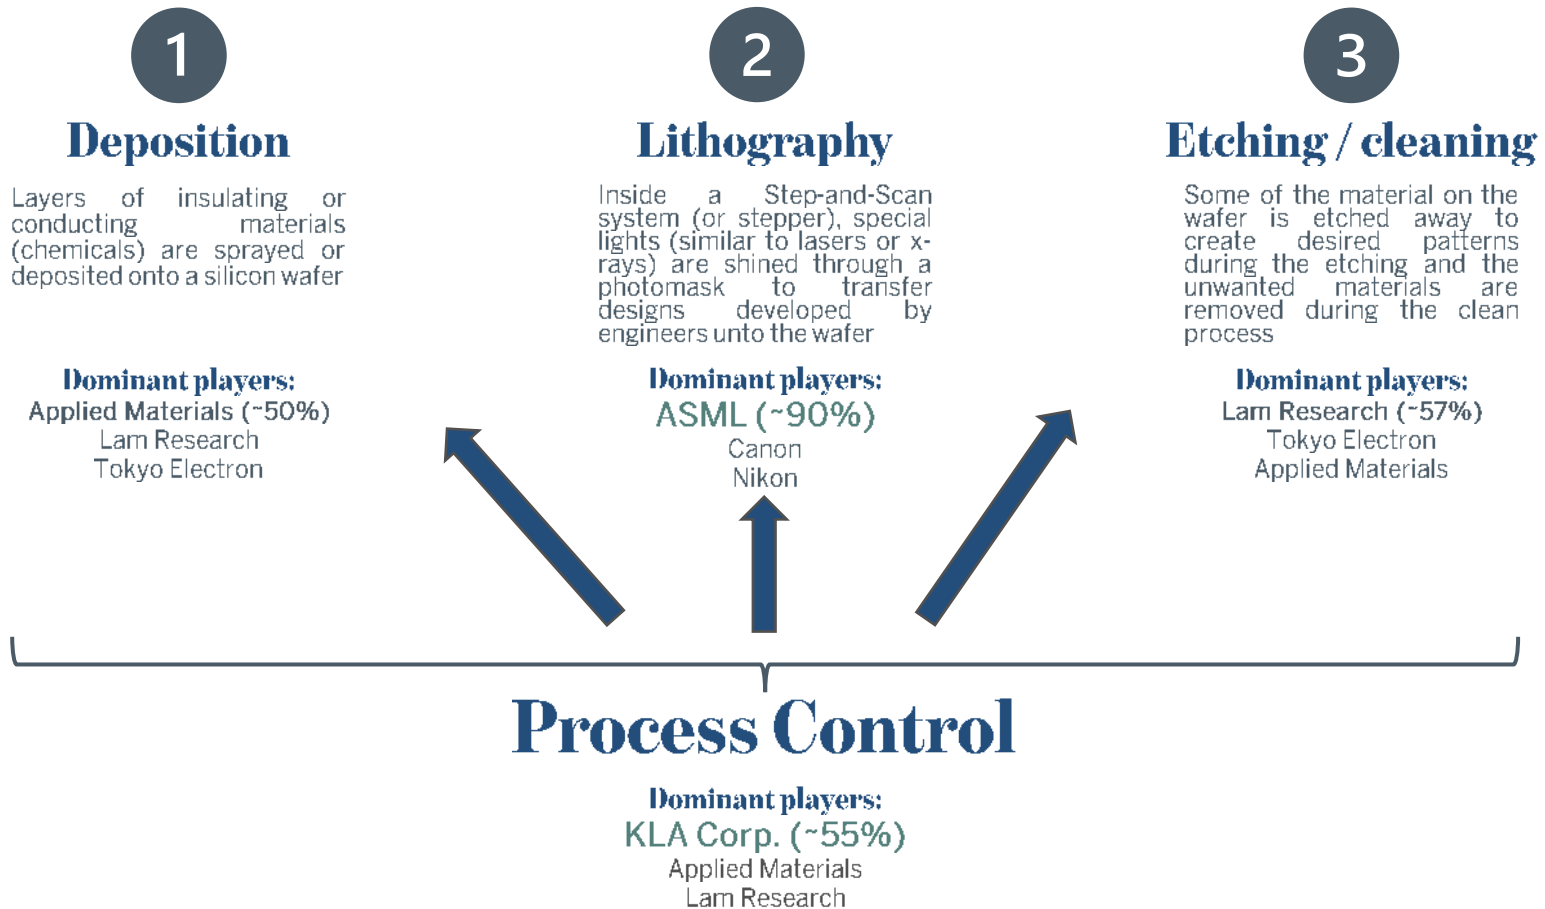 1
Deposition
Layers of insulating or
conducting materials
(chemicals) are sprayed or
deposited onto a silicon wafer
Dominant players:
Applied Materials (~50%)
Lam Research
Tokyo Electron
2
Lithography
Inside a Step-and-Scan
system (or stepper), special
lights (similar to lasers or x-
rays) are shined through a
photomask to transfer
designs developed by
engineers unto the wafer
Dominant players:
ASML (~90%)
Canon
Nikon
3
Etching / cleaning
Some of the material on the
wafer is etched away to
create desired patterns
during the etching and the
unwanted materials are
removed during the clean
process
Dominant players:
Lam Research (~57%)
Tokyo Electron
Applied Materials
Process Control
Dominant players:
KLA Corp. (~55%)
Applied Materials
Lam Research